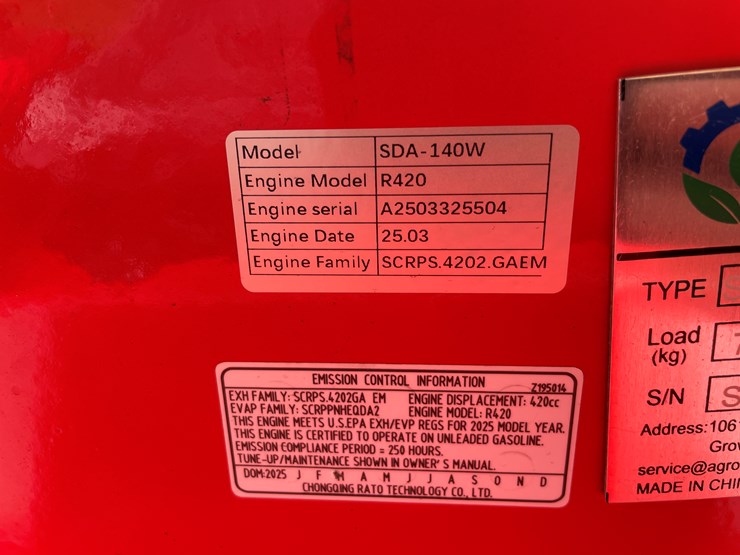 Model SDA-140W
Engine Model R420
Engine serial A2503325504
Engine Date 25.03
Engine Family SCRPS.4202.GAEM
EMISSION CONTROL INFORMATION Z195014
EXH FAMILY: SCRPS.4202GA EM ENGINE DISPLACEMENT: 420cc
EVAP FAMILY: SCRPPNHEQDA2 ENGINE MODEL: R420
THIS ENGINE MEETS U.S.EPA EXH/EVP REGS FOR 2025 MODEL YEAR.
THIS ENGINE IS CERTIFIED TO OPERATE ON UNLEADED GASOLINE.
EMISSION COMPLIANCE PERIOD = 250 HOURS.
TUNE-UP/MAINTENANCE SHOWN IN OWNER'S MANUAL.
DOM:2025 J F M A M J J A S O N D
CHONGQING RATO TECHNOLOGY CO., LTD.
TYPE
Load
(kg)
S/N S
Address:106
service@agro
MADE IN CHI